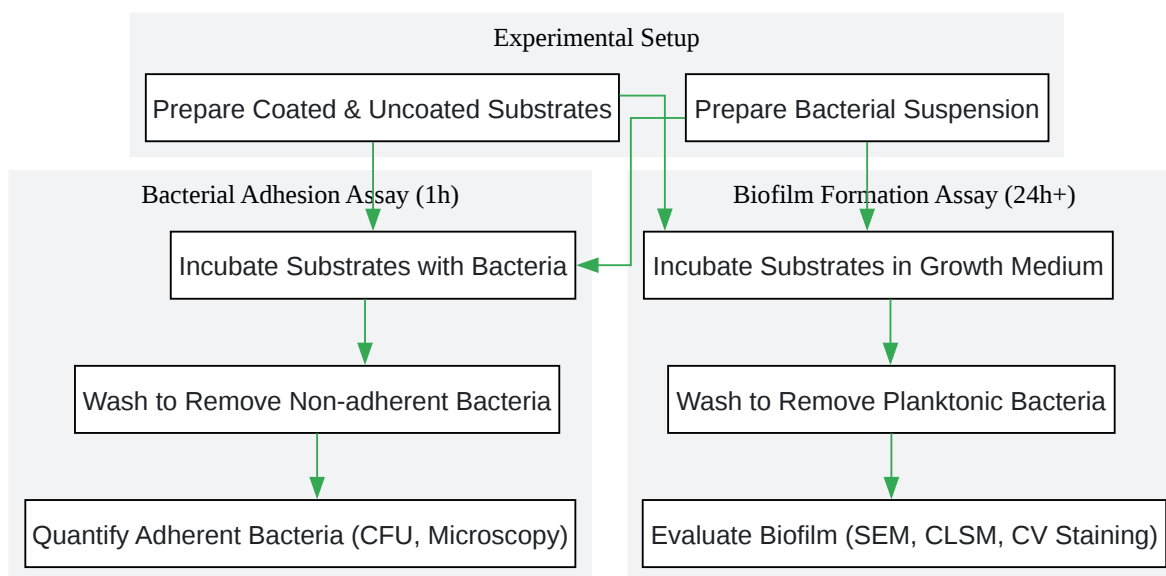 Experimental Setup
Prepare Coated & Uncoated Substrates
Prepare Bacterial Suspension
Bacterial Adhesion Assay (1h)
Incubate Substrates with Bacteria
Wash to Remove Non-adherent Bacteria
Quantify Adherent Bacteria (CFU, Microscopy)
Biofilm Formation Assay (24h+)
Incubate Substrates in Growth Medium
Wash to Remove Planktonic Bacteria
Evaluate Biofilm (SEM, CLSM, CV Staining)